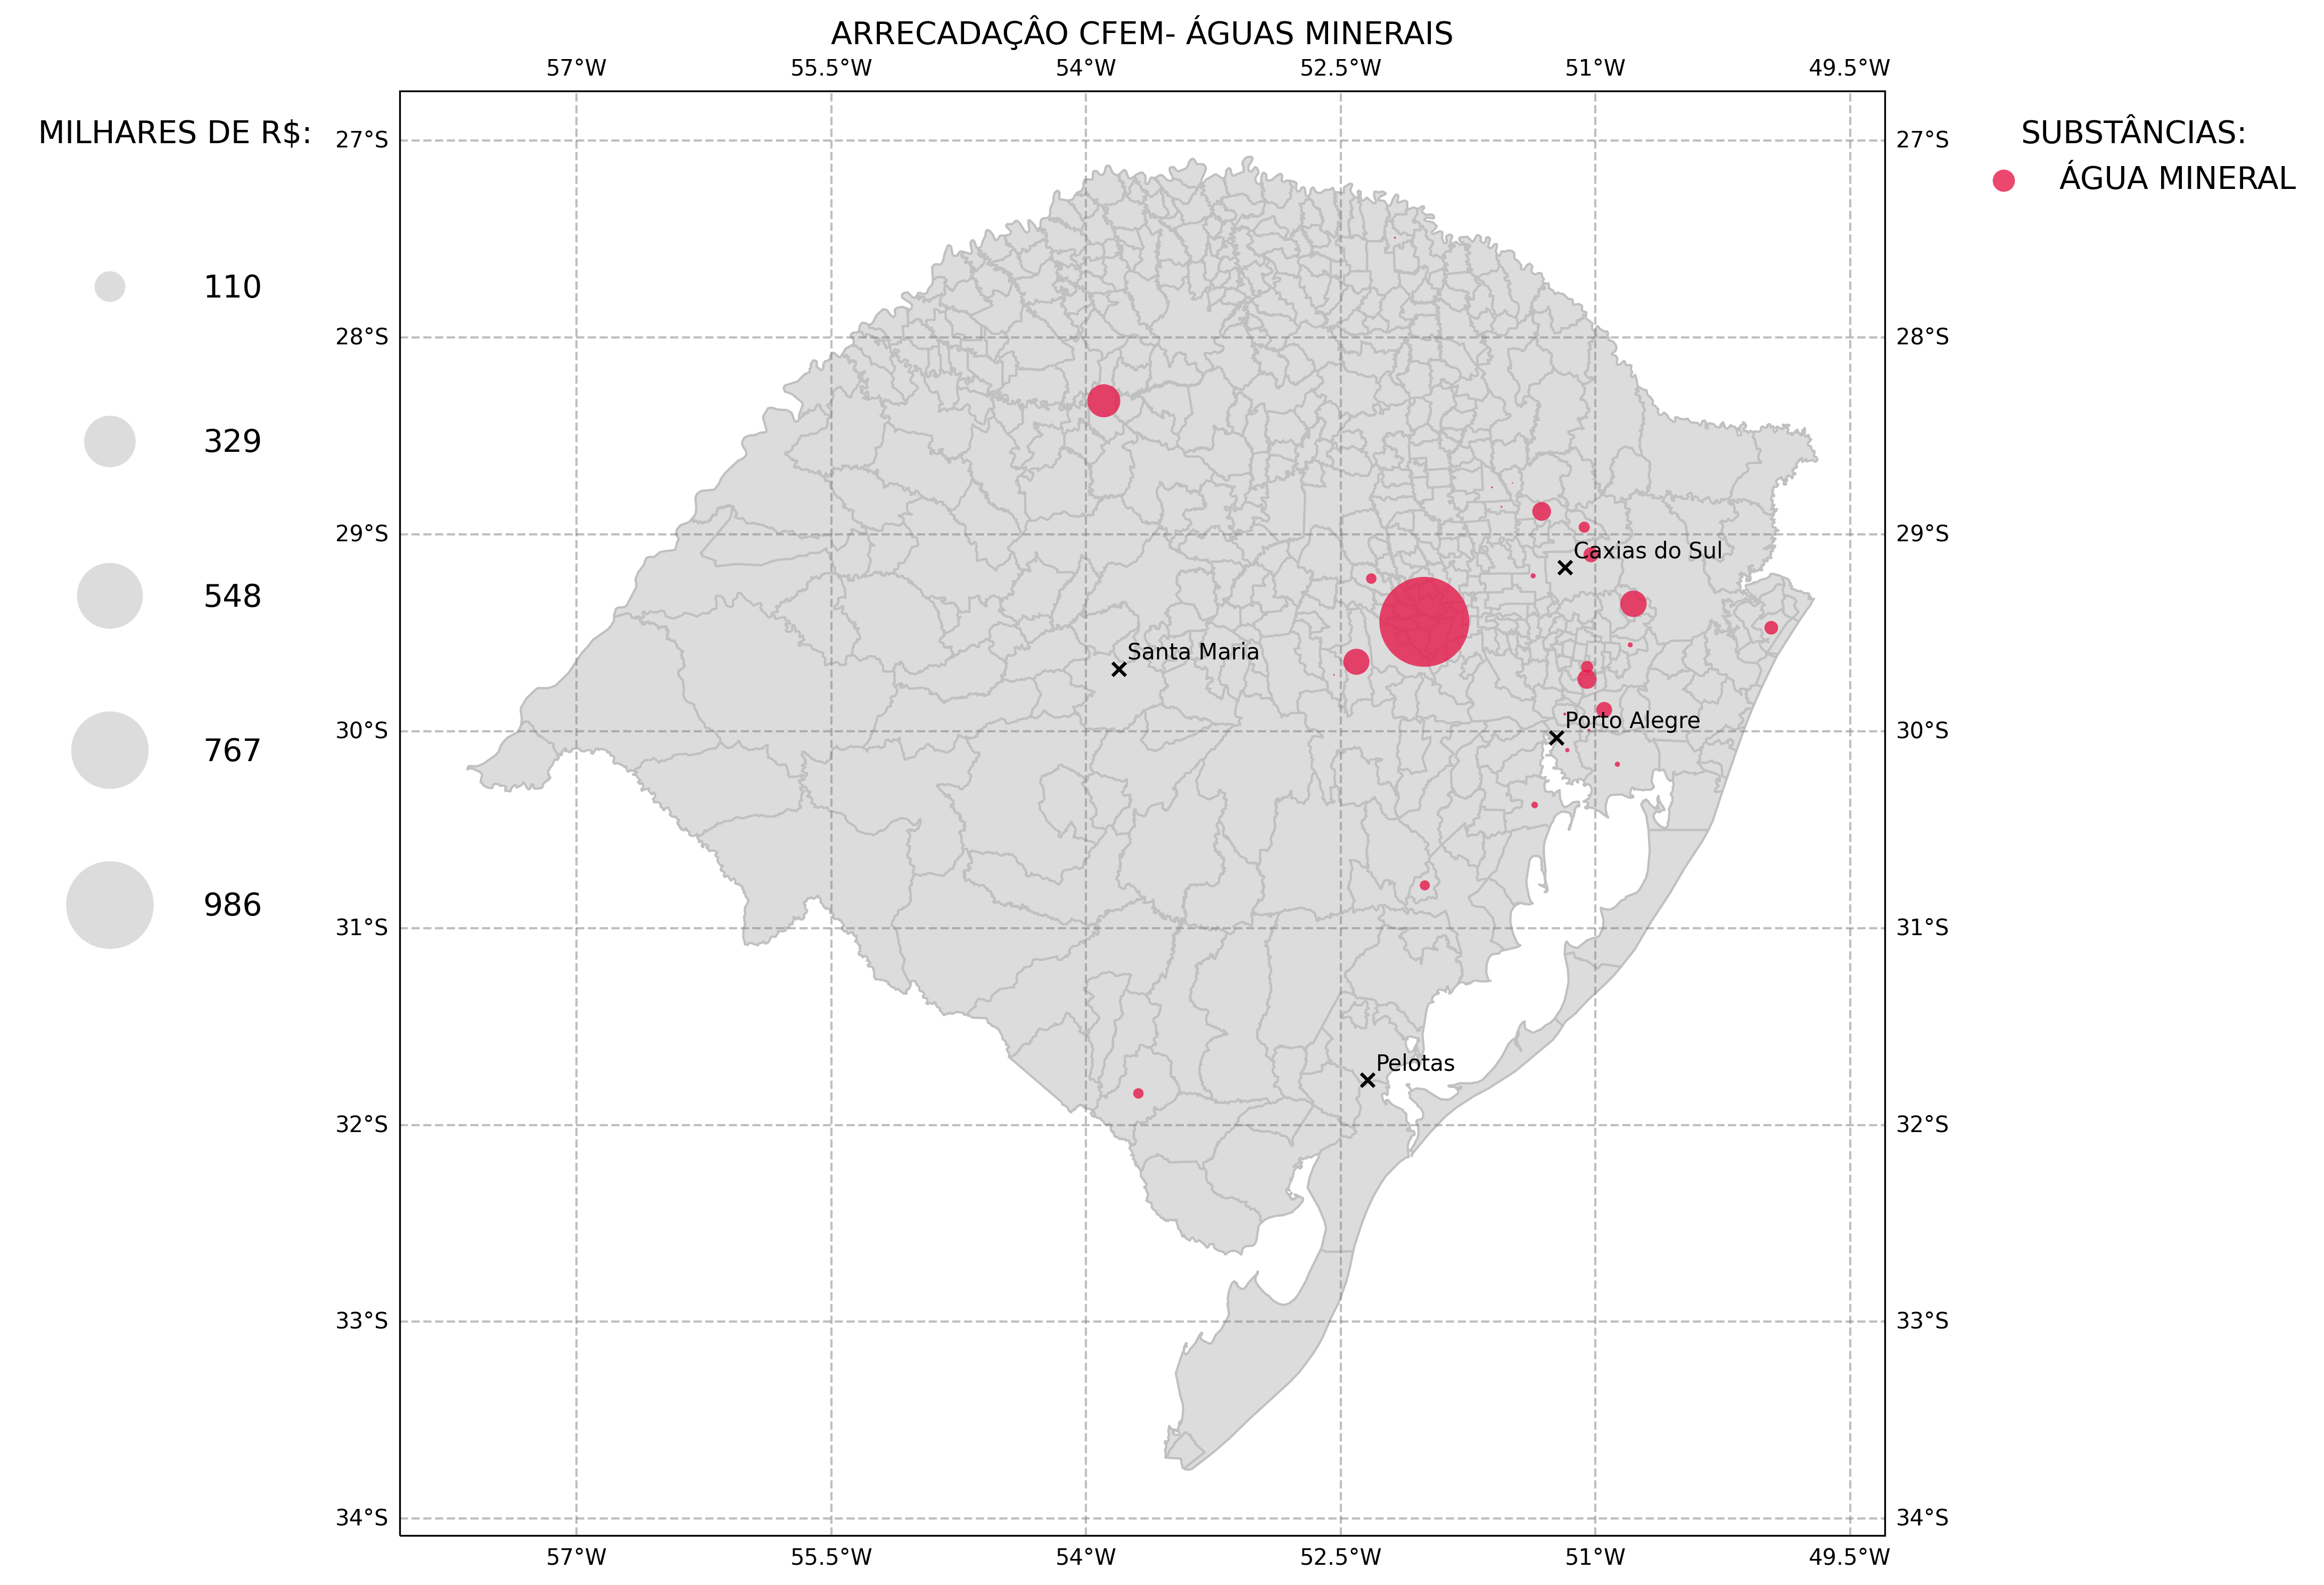 ARRECADAÇÂO CFEM- ÁGUAS MINERAIS
57°W 55.5°W 54°W 52.5°W 51°W 49.5°W
MILHARES DE R$:
110
329
548
767
986
27°S
28°S
29°S
30°S
31°S
32°S
33°S
34°S
Caxias do Sul
Santa Maria
Porto Alegre
Pelotas
27°S
28°S
29°S
30°S
31°S
32°S
33°S
34°S
57°W 55.5°W 54°W 52.5°W 51°W 49.5°W
SUBSTÂNCIAS:
ÁGUA MINERAL